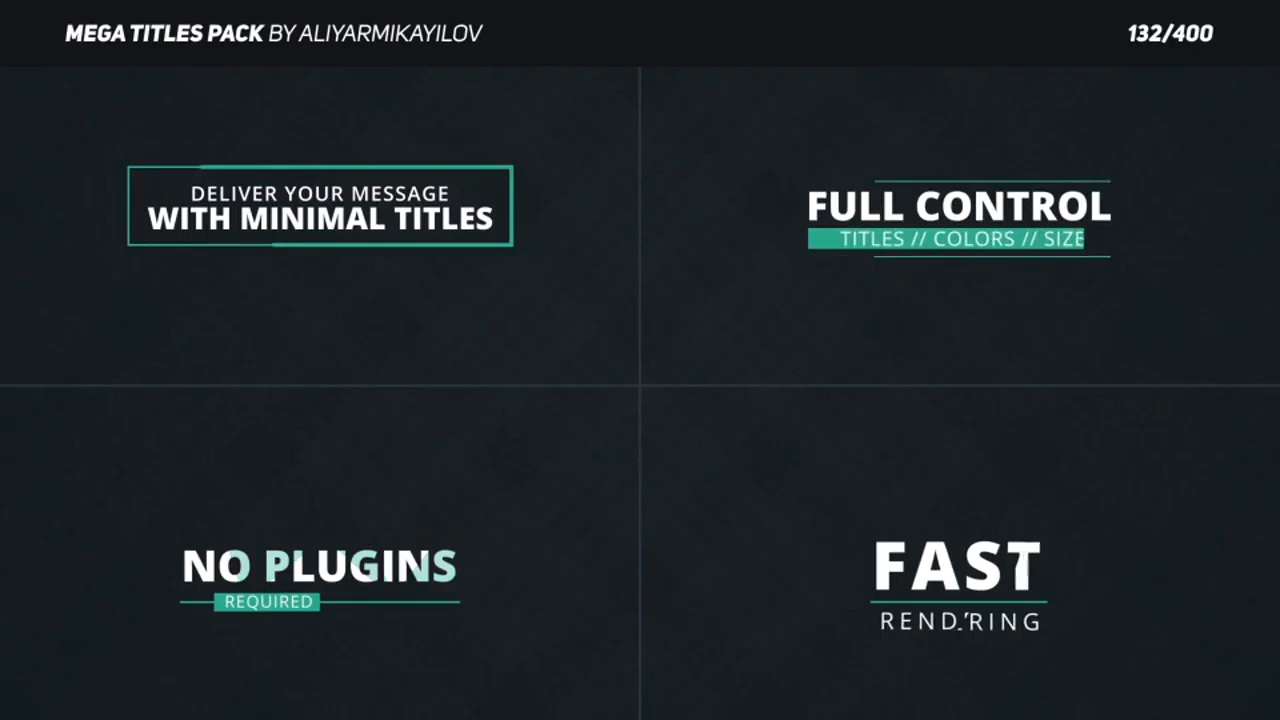 MEGA TITLES PACK BY ALIYARMIKAYILOV
132/400
DELIVER YOUR MESSAGE
WITH MINIMAL TITLES
FULL CONTROL
TITLES // COLORS // SIZE
NO PLUGINS
REQUIRED
FAST